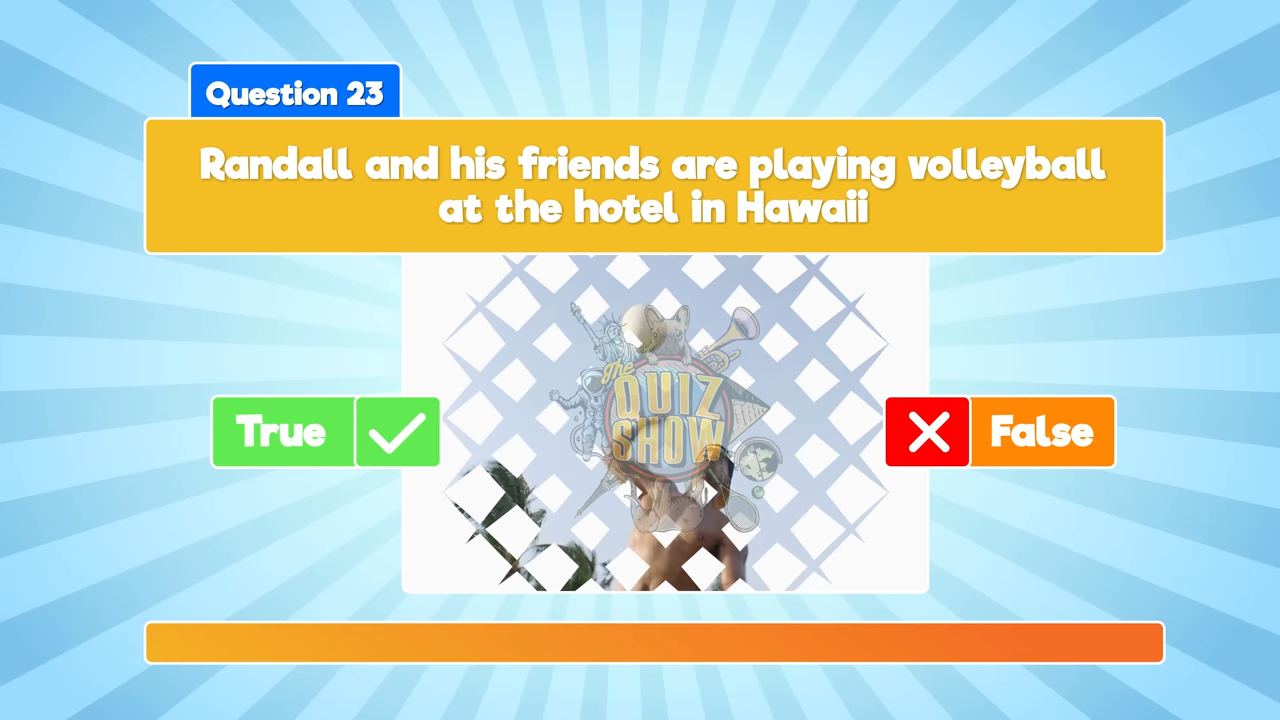 Question 23
Randall and his friends are playing volleyball
at the hotel in Hawaii
The
QUIZ
SHOW
True
False